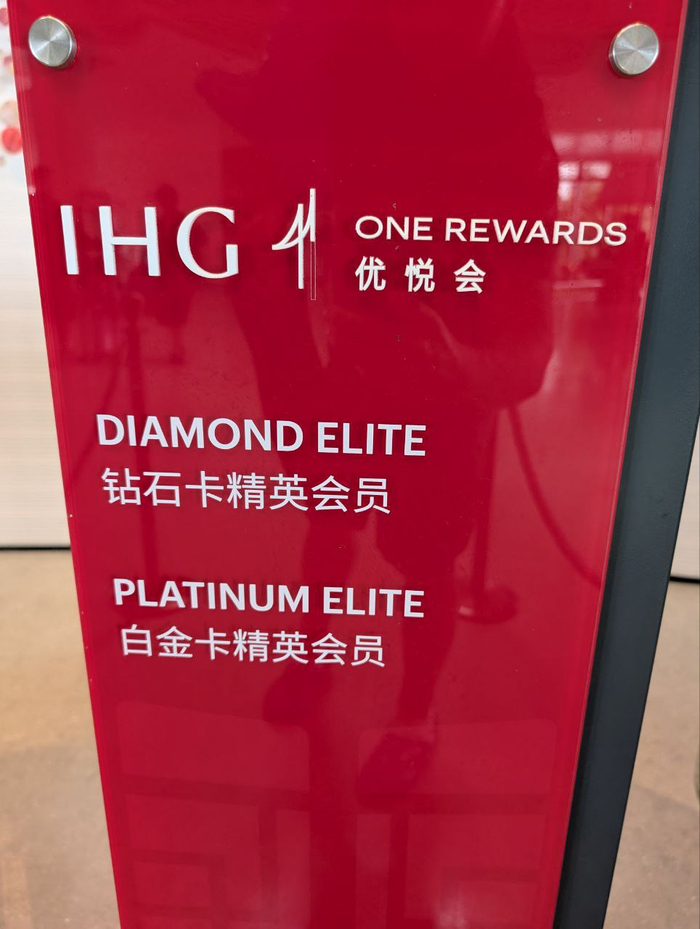 IHG ONE REWARDS
优悦会
DIAMOND ELITE
钻石卡精英会员
PLATINUM ELITE
白金卡精英会员